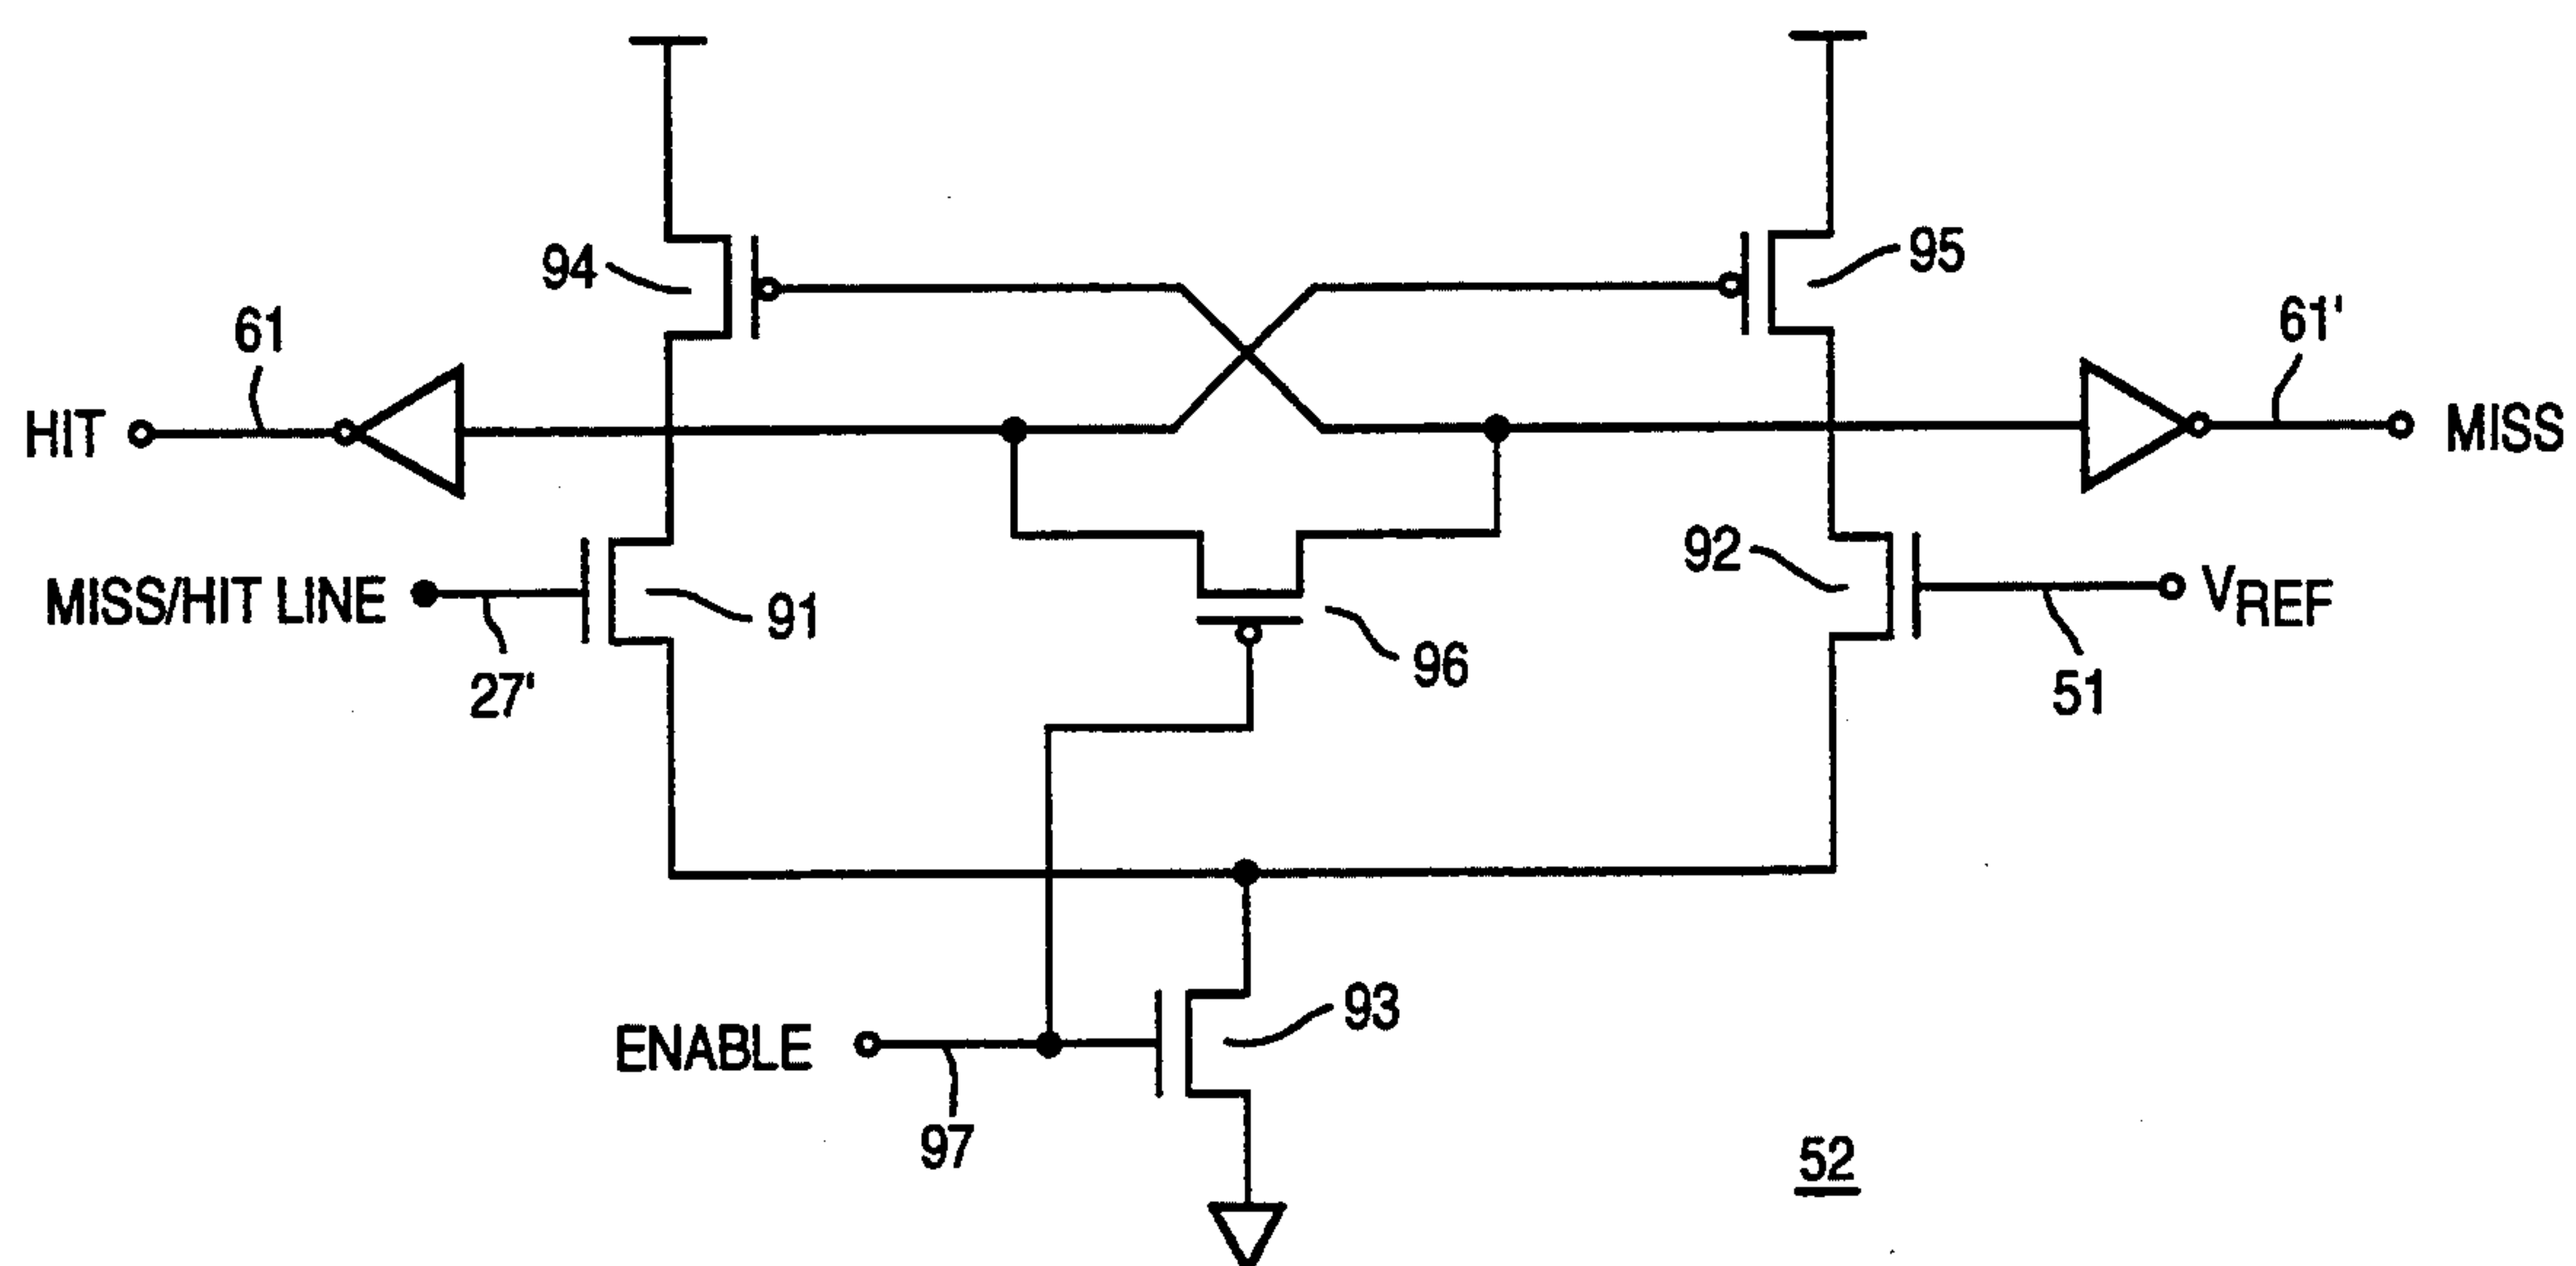 94
95
61
61'
HIT
MISS
MISS/HIT LINE
91
92
VREF
27'
96
51
ENABLE
93
97
52